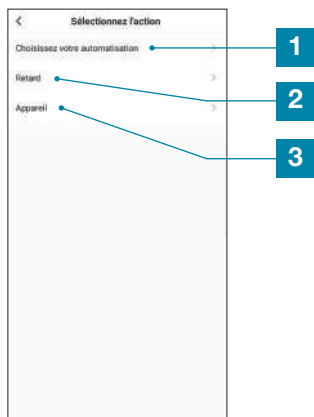 Sélectionnez l'action
Choisissez votre automatisation
1
Retard
2
Appareil
3